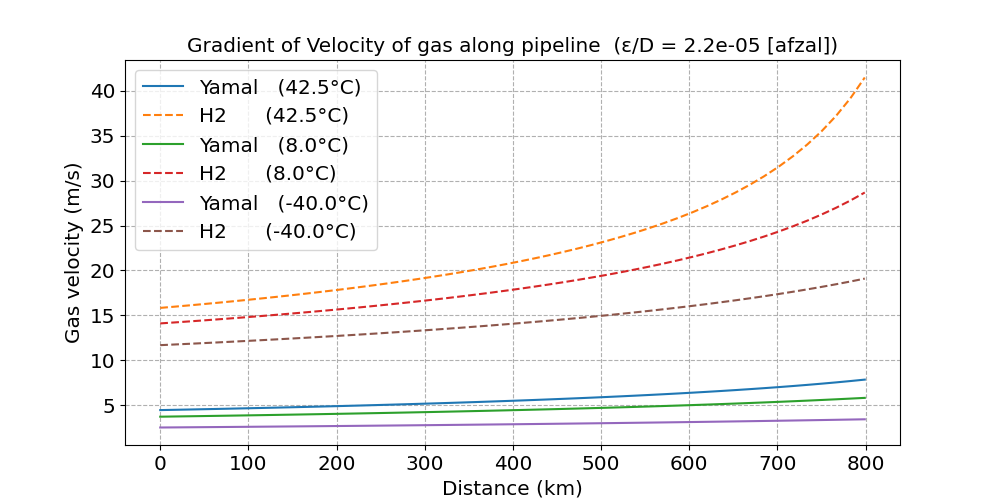 Gradient of Velocity of gas along pipeline (ε/D = 2.2e-05 [afzal])
Gas velocity (m/s)
40
35
30
25
20
15
10
5
Yamal (42.5°C)
H2 (42.5°C)
Yamal (8.0°C)
H2 (8.0°C)
Yamal (-40.0°C)
H2 (-40.0°C)
0 100 200 300 400 500 600 700 800
Distance (km)